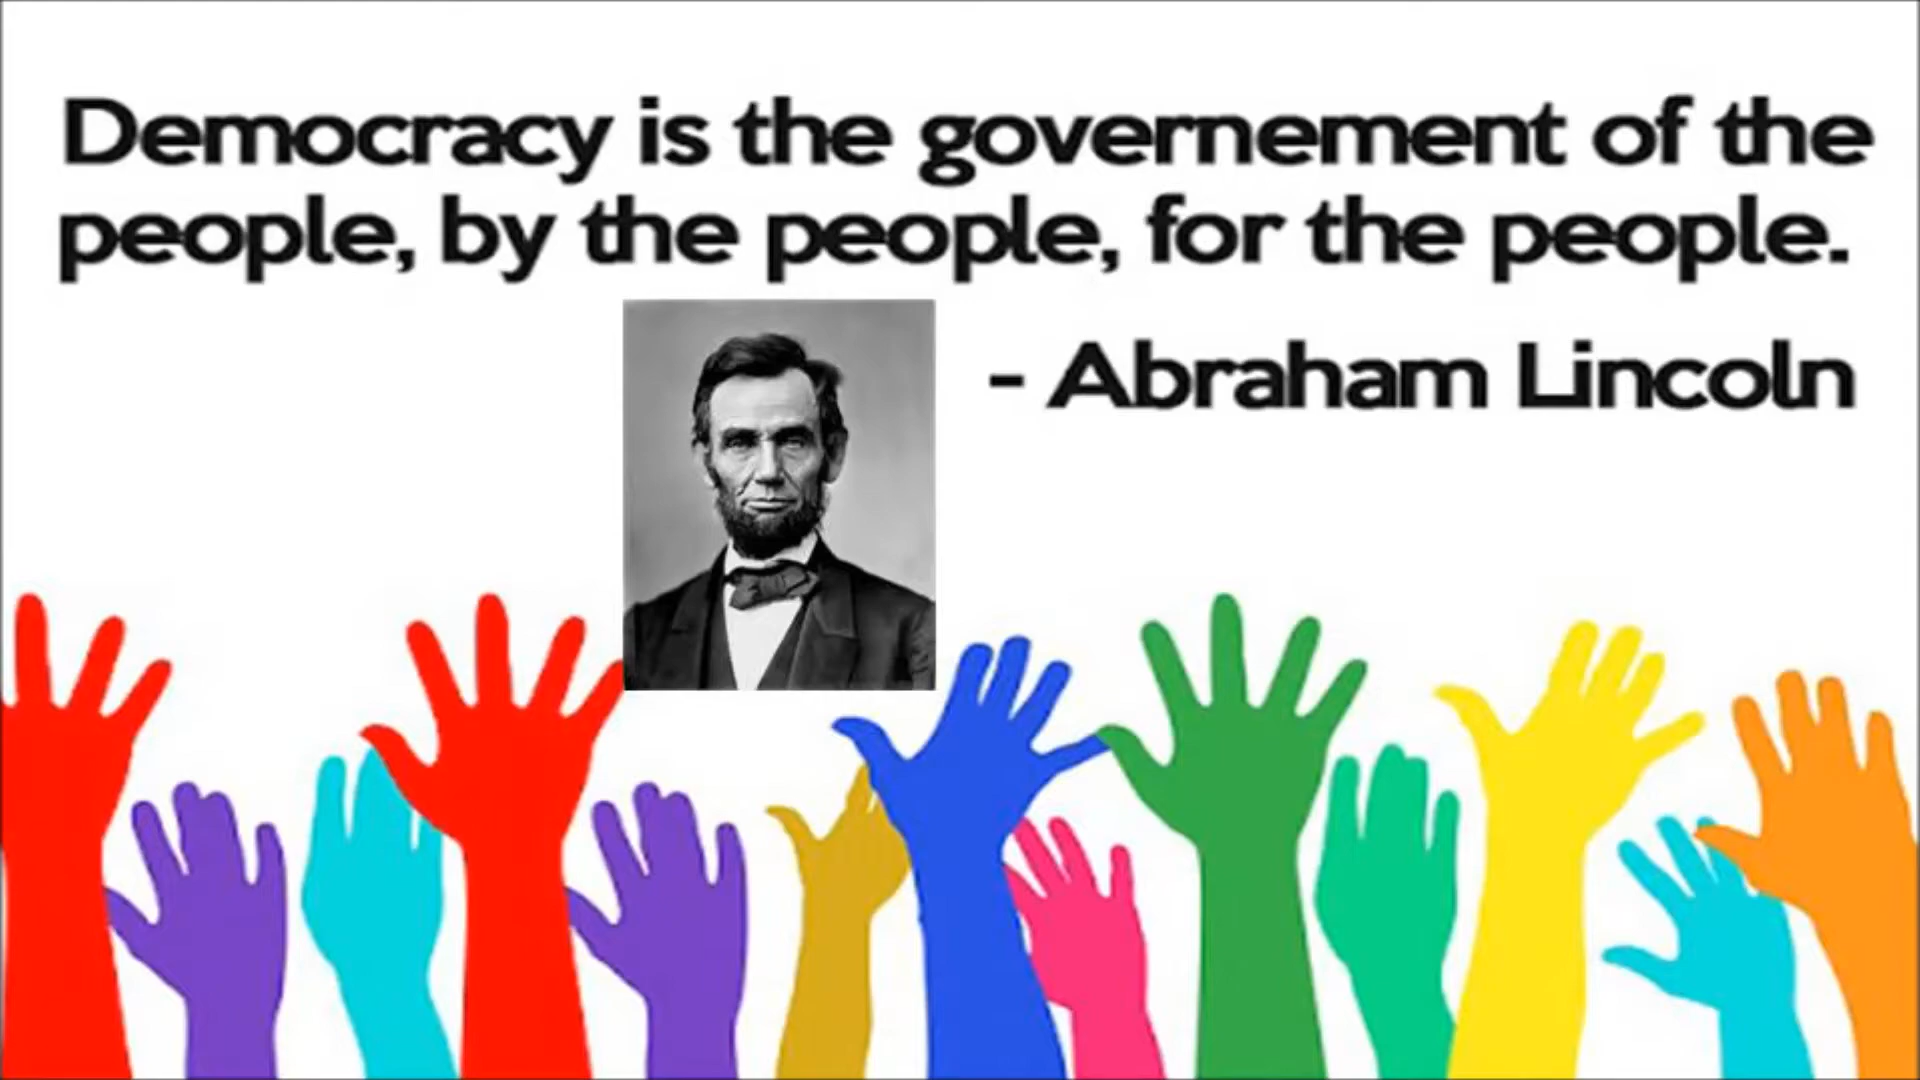 Democracy is the governement of the
people, by the people, for the people.
- Abraham Lincoln